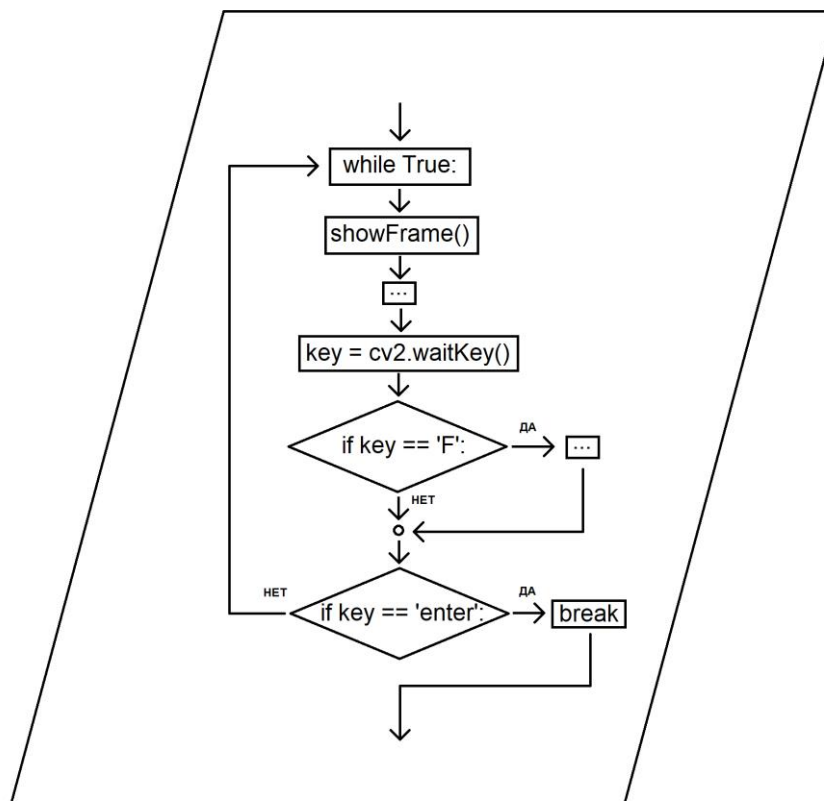 while True:
showFrame()
...
key = cv2.waitKey()
if key == 'F':
ДА
...
НЕТ
НЕТ
if key == 'enter':
ДА
break